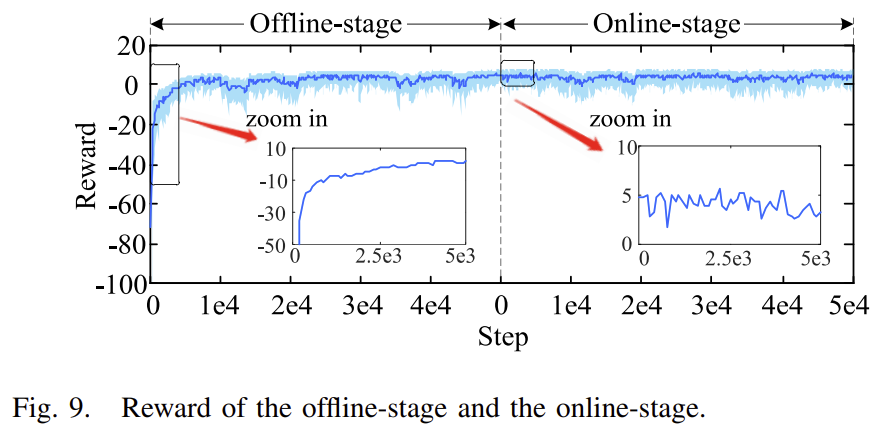 Offline-stage
Online-stage
20
0
-20
-40
-60
-80
-100
Reward
zoom in
10
-10
-30
-50
0
2.5e3
5e3
zoom in
10
5
0
0
2.5e3
5e3
0
1e4
2e4
3e4
4e4
0
1e4
2e4
3e4
4e4
5e4
Step
Fig. 9. Reward of the offline-stage and the online-stage.